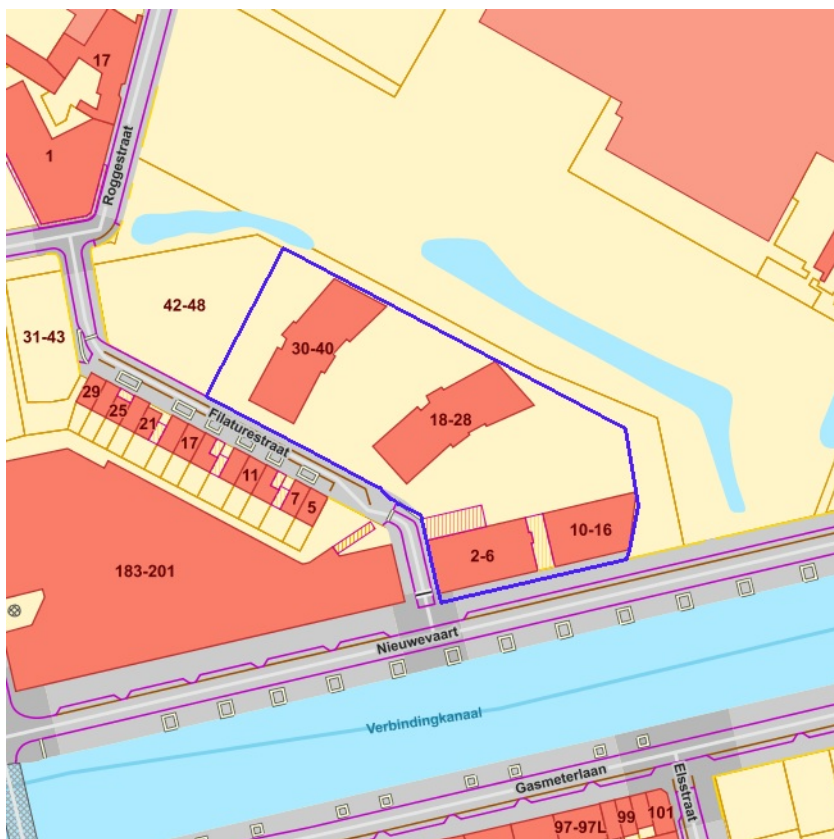 17
1
Roggestraat
42-48
31-43
30-40
18-28
29
25
21
17
11
7
5
Filaturestraat
183-201
2-6
10-16
Nieuwevaart
Verbindingkanaal
Gasmeterlaan
Elsstraat
97-97L
99
101